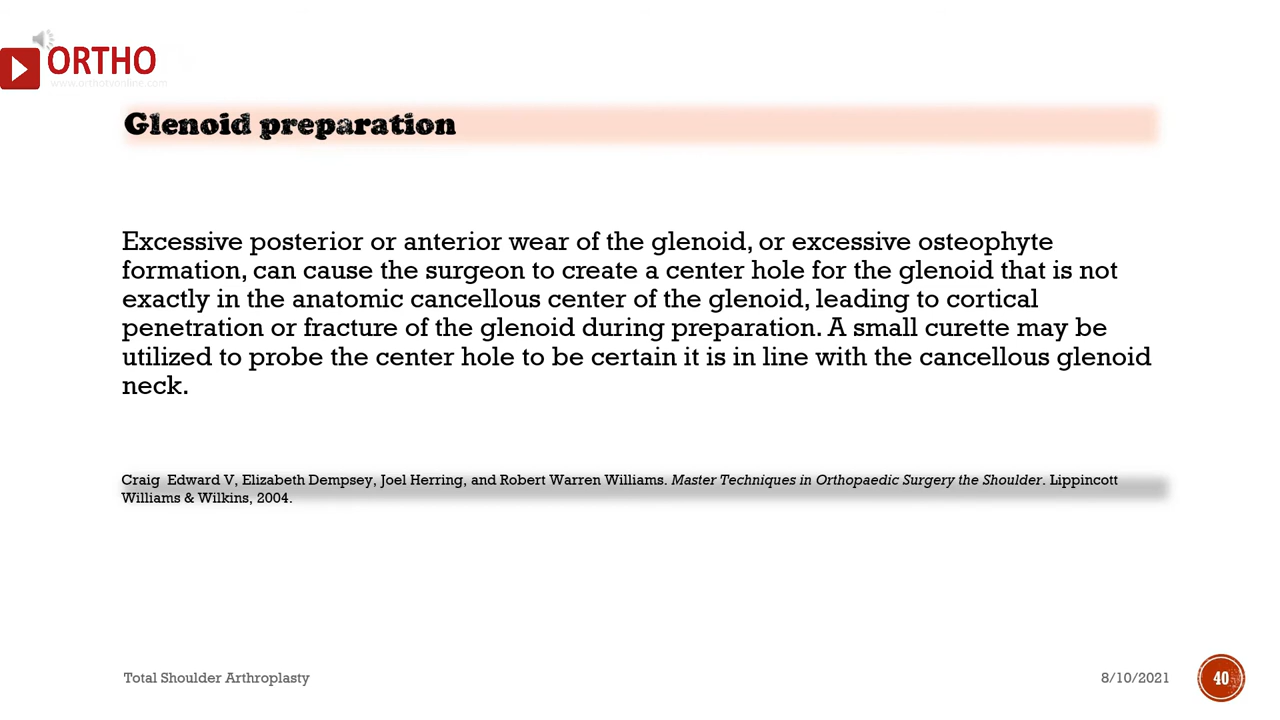 ORTHO
www.orthotvonline.com
Glenoid preparation
Excessive posterior or anterior wear of the glenoid, or excessive osteophyte
formation, can cause the surgeon to create a center hole for the glenoid that is not
exactly in the anatomic cancellous center of the glenoid, leading to cortical
penetration or fracture of the glenoid during preparation. A small curette may be
utilized to probe the center hole to be certain it is in line with the cancellous glenoid
neck.
Craig Edward V, Elizabeth Dempsey, Joel Herring, and Robert Warren Williams. Master Techniques in Orthopaedic Surgery the Shoulder. Lippincott
Williams & Wilkins, 2004.
Total Shoulder Arthroplasty
8/10/2021
40